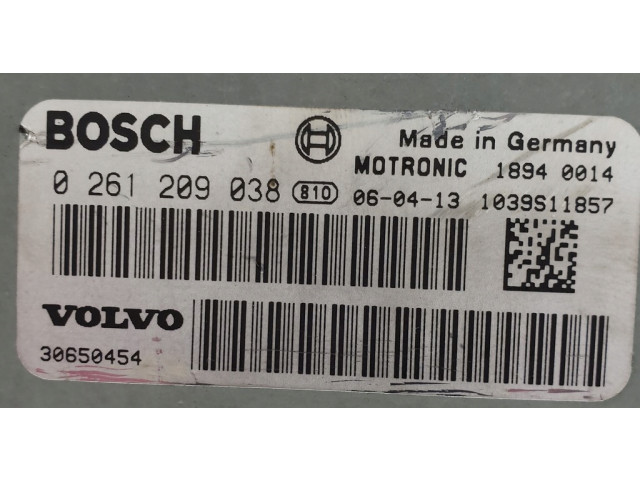 BOSCH Made in Germany
MOTRONIC 1894 0014
0 261 209 038 810 06-04-13 1039S11857
VOLVO
30650454